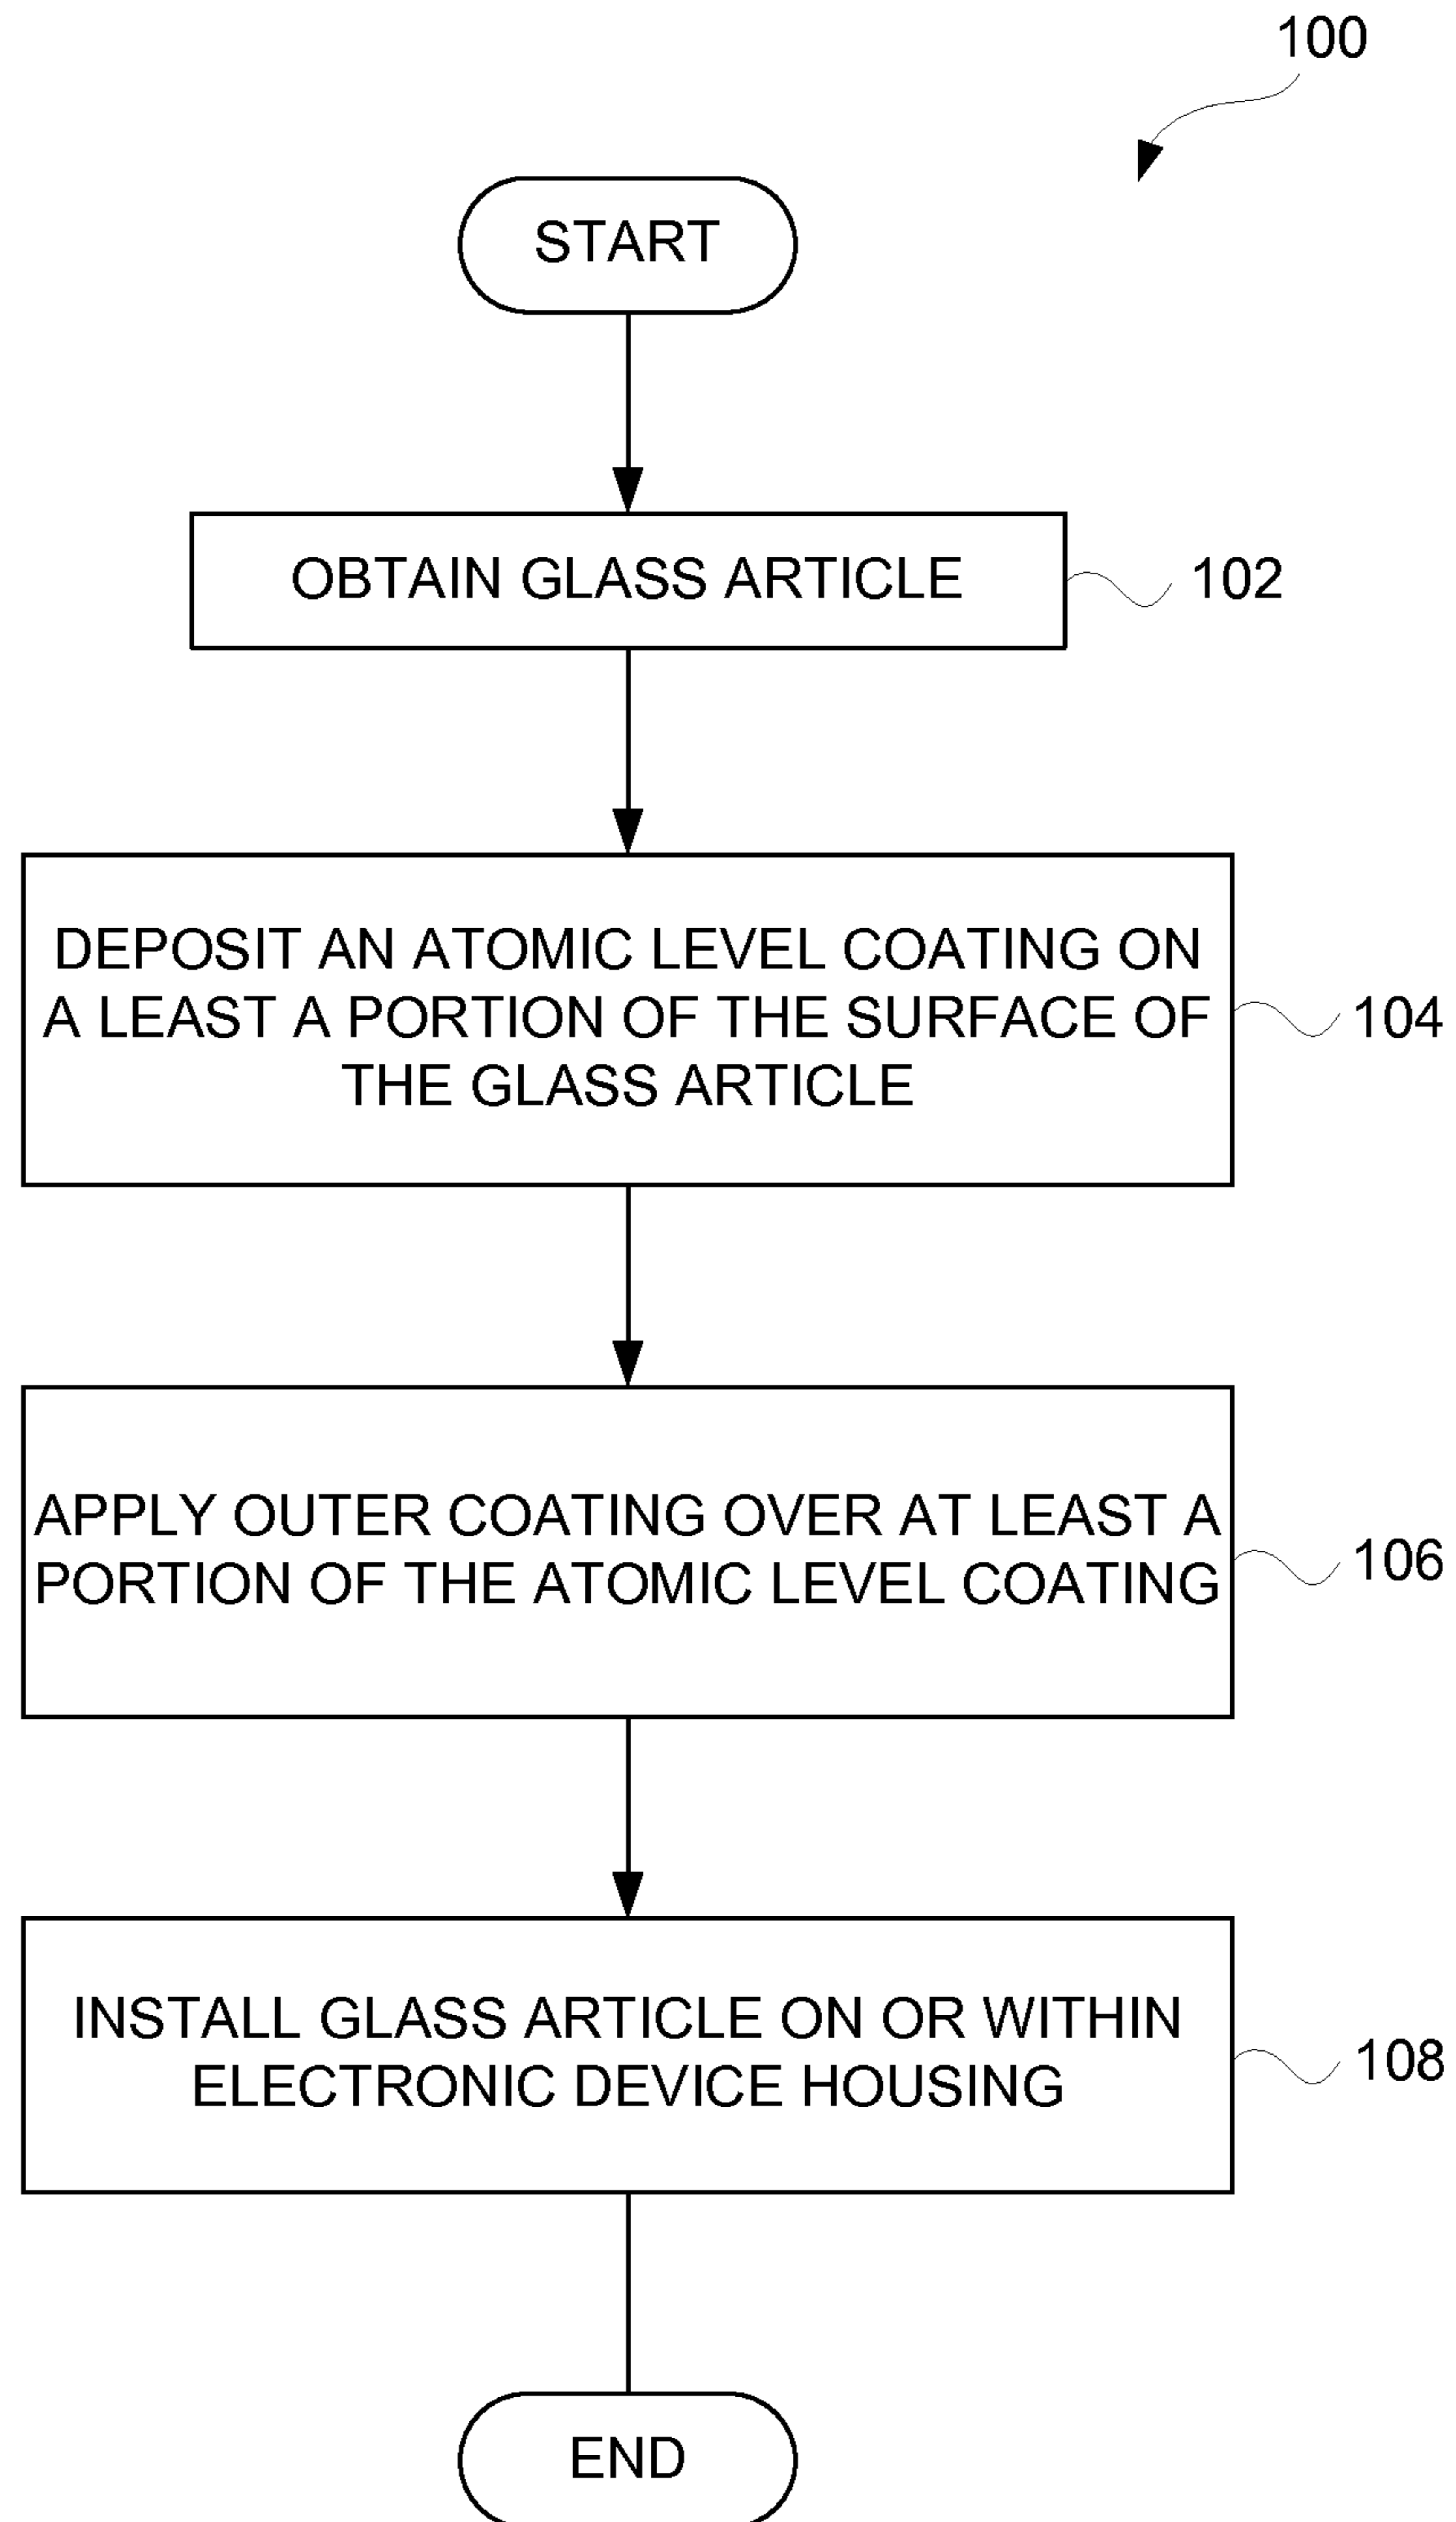 100
START
OBTAIN GLASS ARTICLE
102
DEPOSIT AN ATOMIC LEVEL COATING ON
A LEAST A PORTION OF THE SURFACE OF
THE GLASS ARTICLE
104
APPLY OUTER COATING OVER AT LEAST A
PORTION OF THE ATOMIC LEVEL COATING
106
INSTALL GLASS ARTICLE ON OR WITHIN
ELECTRONIC DEVICE HOUSING
108
END